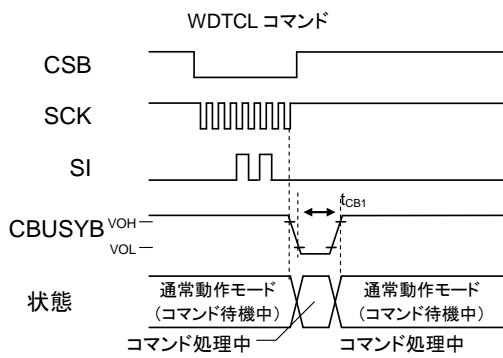 WDTCL コマンド
CSB
SCK
SI
tCB1
CBUSYB
VOH
VOL
状態
通常動作モード
(コマンド待機中)
通常動作モード
(コマンド待機中)
コマンド処理中
コマンド処理中